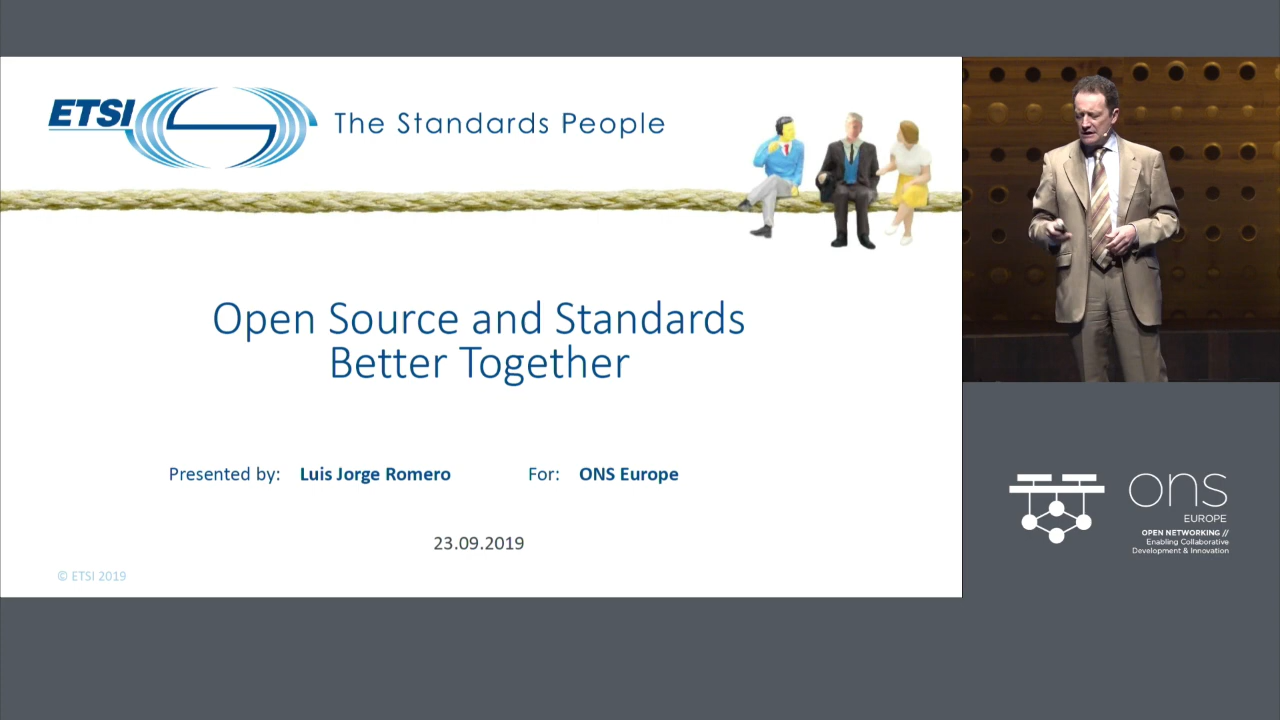 ETSI
The Standards People
Open Source and Standards
Better Together
Presented by: Luis Jorge Romero For: ONS Europe
23.09.2019
© ETSI 2019
ons
EUROPE
OPEN NETWORKING //
Enabling Collaborative
Development & Innovation